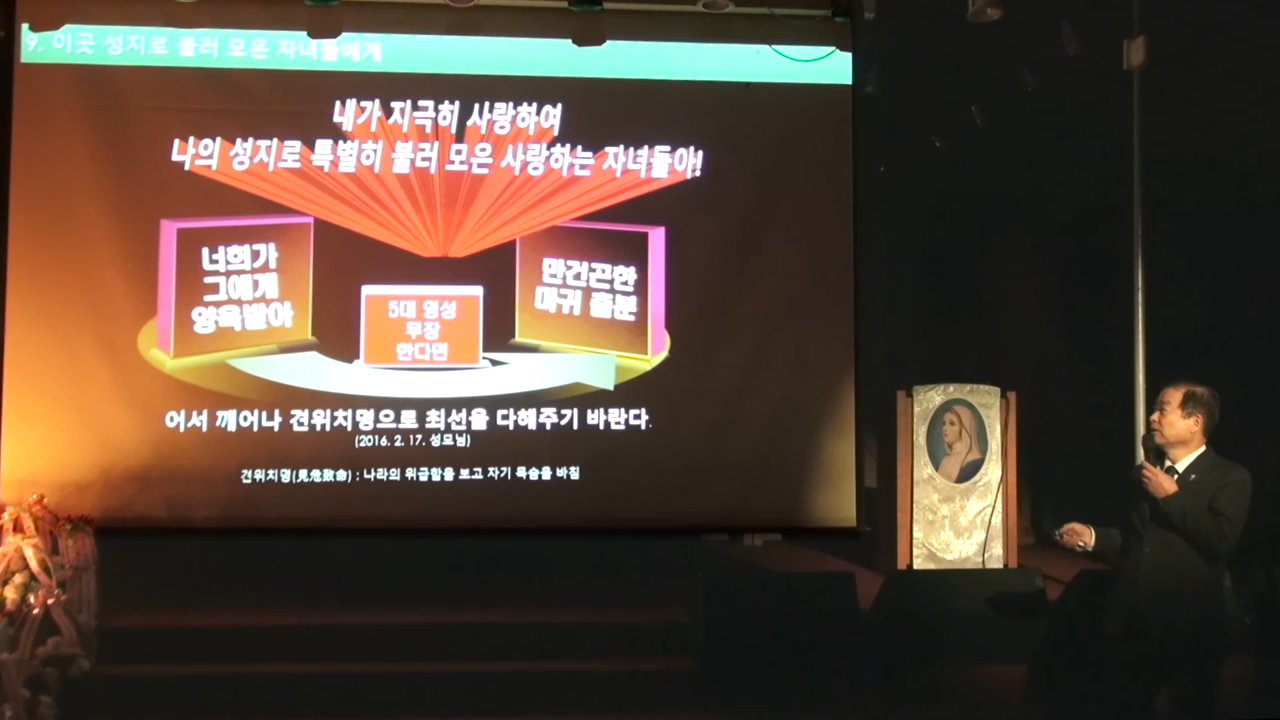 9. 이곳 성지로 불러 모은 자녀들에게
내가 지극히 사랑하여
나의 성지로 특별히 불러 모은 사랑하는 자녀들아!
너희가
그에게
양육받아
5대 영성
무장
한다면
만건곤한
마귀 출분
어서 깨어나 견위치명으로 최선을 다해주기 바란다.
(2016. 2. 17. 성모님)
견위치명(見危致命) : 나라의 위급함을 보고 자기 목숨을 바침